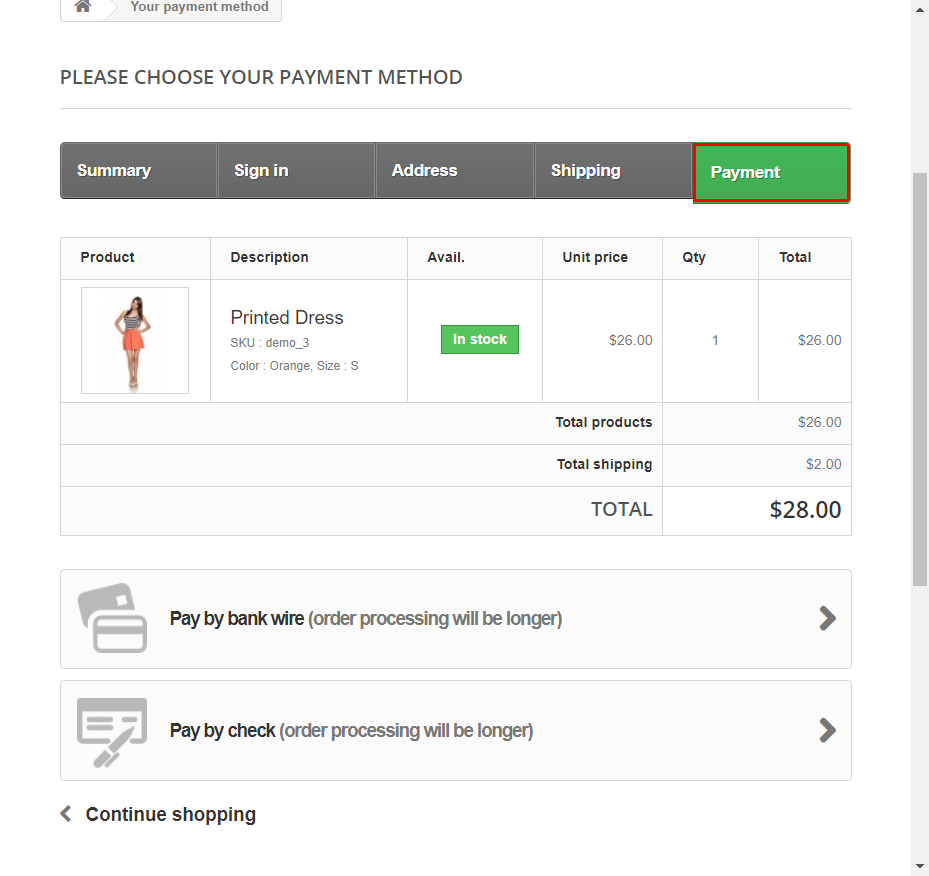 Your payment method
PLEASE CHOOSE YOUR PAYMENT METHOD
Summary Sign in Address Shipping Payment
Product Description Avail. Unit price Qty Total
Printed Dress
SKU : demo_3
Color : Orange, Size : S
In stock $26.00 1 $26.00
Total products $26.00
Total shipping $2.00
TOTAL $28.00
Pay by bank wire (order processing will be longer)
Pay by check (order processing will be longer)
Continue shopping